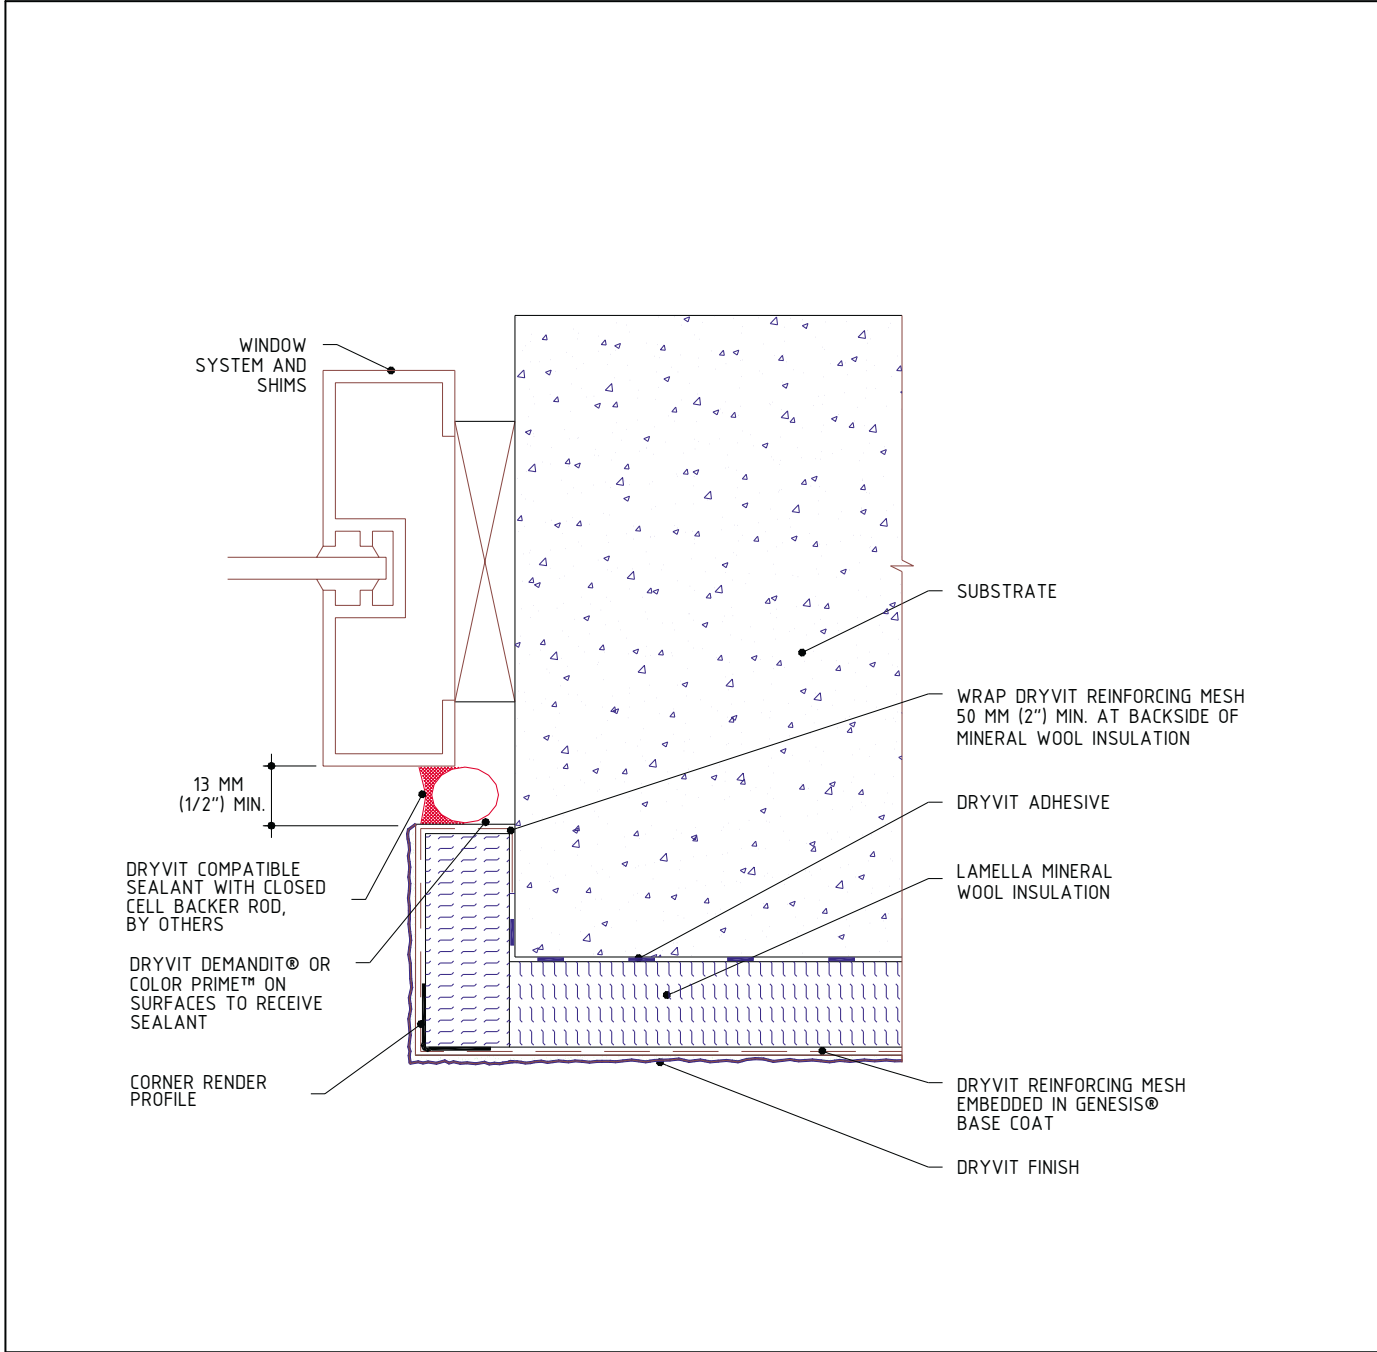 WINDOW
SYSTEM AND
SHIMS
SUBSTRATE
WRAP DRYVIT REINFORCING MESH
50 MM (2") MIN. AT BACKSIDE OF
MINERAL WOOL INSULATION
13 MM
(1/2") MIN.
DRYVIT ADHESIVE
DRYVIT COMPATIBLE
SEALANT WITH CLOSED
CELL BACKER ROD,
BY OTHERS
LAMELLA MINERAL
WOOL INSULATION
DRYVIT DEMANDIT® OR
COLOR PRIME™ ON
SURFACES TO RECEIVE
SEALANT
CORNER RENDER
PROFILE
DRYVIT REINFORCING MESH
EMBEDDED IN GENESIS®
BASE COAT
DRYVIT FINISH